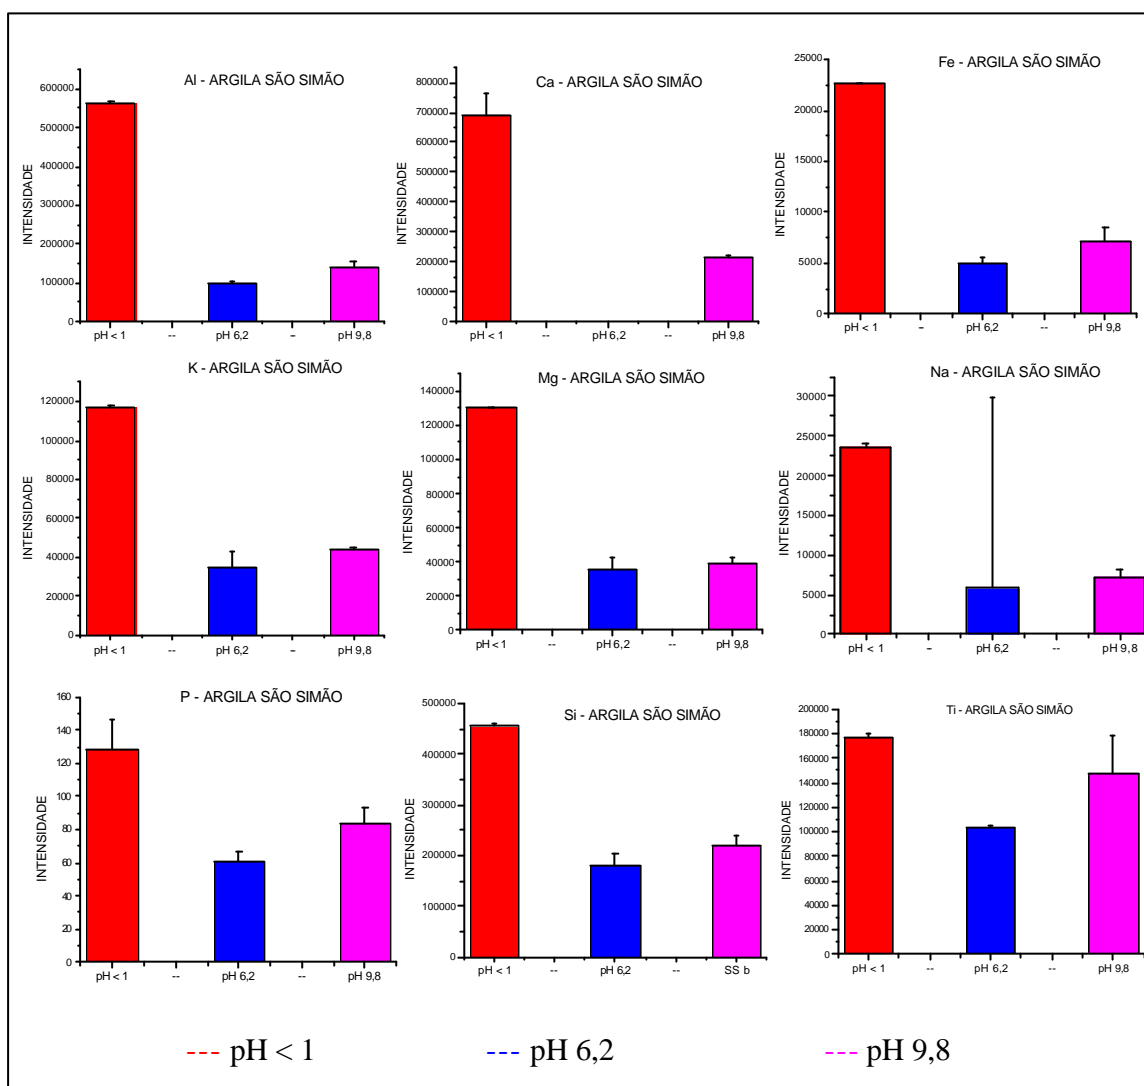 Al - ARGILA SÃO SIMÃO
INTENSIDADE
600000
500000
400000
300000
200000
100000
0
pH < 1 -- pH 6,2 -- pH 9,8
Ca - ARGILA SÃO SIMÃO
INTENSIDADE
800000
700000
600000
500000
400000
300000
200000
100000
0
pH < 1 -- pH 6,2 -- pH 9,8
Fe - ARGILA SÃO SIMÃO
INTENSIDADE
25000
20000
15000
10000
5000
0
pH < 1 -- pH 6,2 -- pH 9,8
K - ARGILA SÃO SIMÃO
INTENSIDADE
120000
100000
80000
60000
40000
20000
0
pH < 1 -- pH 6,2 -- pH 9,8
Mg - ARGILA SÃO SIMÃO
INTENSIDADE
140000
120000
100000
80000
60000
40000
20000
0
pH < 1 -- pH 6,2 -- pH 9,8
Na - ARGILA SÃO SIMÃO
INTENSIDADE
30000
25000
20000
15000
10000
5000
0
pH < 1 -- pH 6,2 -- pH 9,8
P - ARGILA SÃO SIMÃO
INTENSIDADE
160
140
120
100
80
60
40
20
0
pH < 1 -- pH 6,2 -- pH 9,8
Si - ARGILA SÃO SIMÃO
INTENSIDADE
500000
400000
300000
200000
100000
0
pH < 1 -- pH 6,2 -- SS b
Ti - ARGILA SÃO SIMÃO
INTENSIDADE
200000
180000
160000
140000
120000
100000
80000
60000
40000
20000
0
pH < 1 -- pH 6,2 -- pH 9,8
--- pH < 1 --- pH 6,2 --- pH 9,8